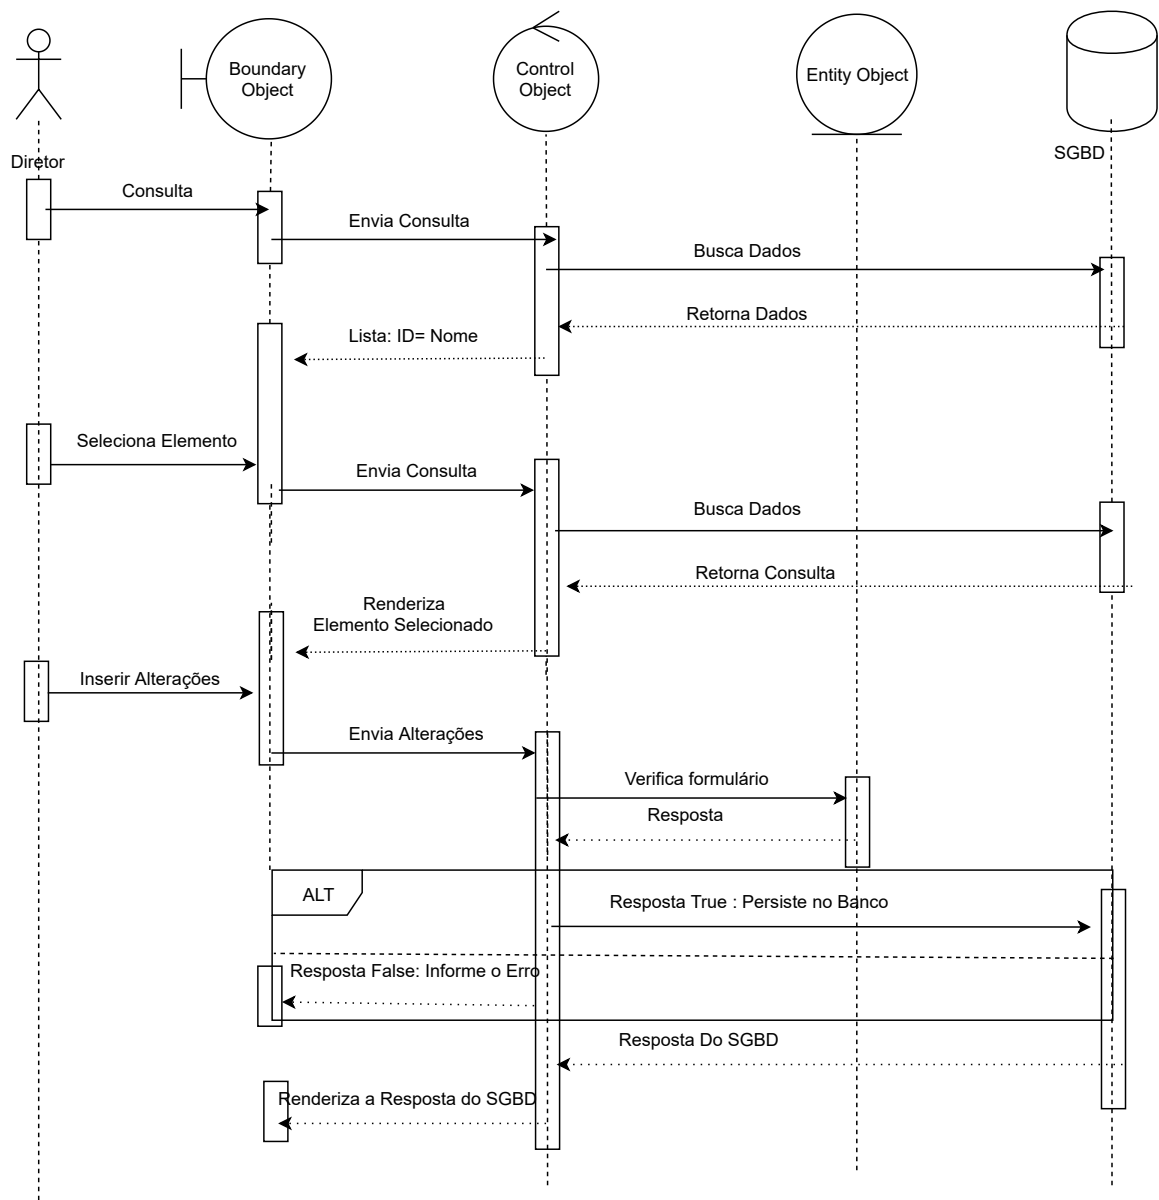 Boundary
Object
Control
Object
Entity Object
Diretor
SGBD
Consulta
Envia Consulta
Busca Dados
Retorna Dados
Lista: ID= Nome
Seleciona Elemento
Envia Consulta
Busca Dados
Retorna Consulta
Renderiza
Elemento Selecionado
Inserir Alterações
Envia Alterações
Verifica formulário
Resposta
ALT
Resposta True : Persiste no Banco
Resposta False: Informe o Erro
Resposta Do SGBD
Renderiza a Resposta do SGBD